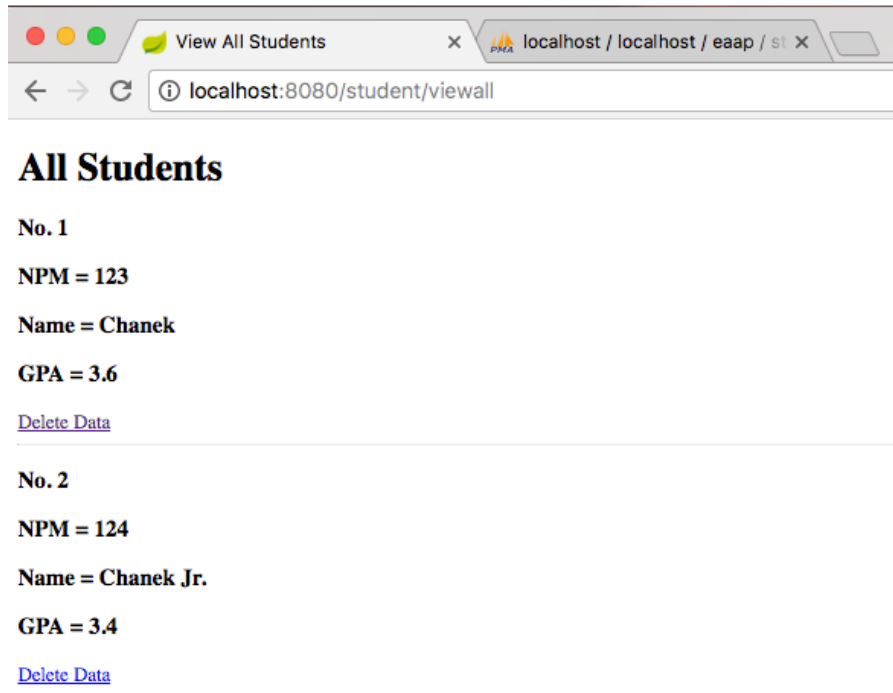 View All Students
PMA localhost / localhost / eaap / st
localhost:8080/student/viewall
All Students
No. 1
NPM = 123
Name = Chanek
GPA = 3.6
Delete Data
No. 2
NPM = 124
Name = Chanek Jr.
GPA = 3.4
Delete Data